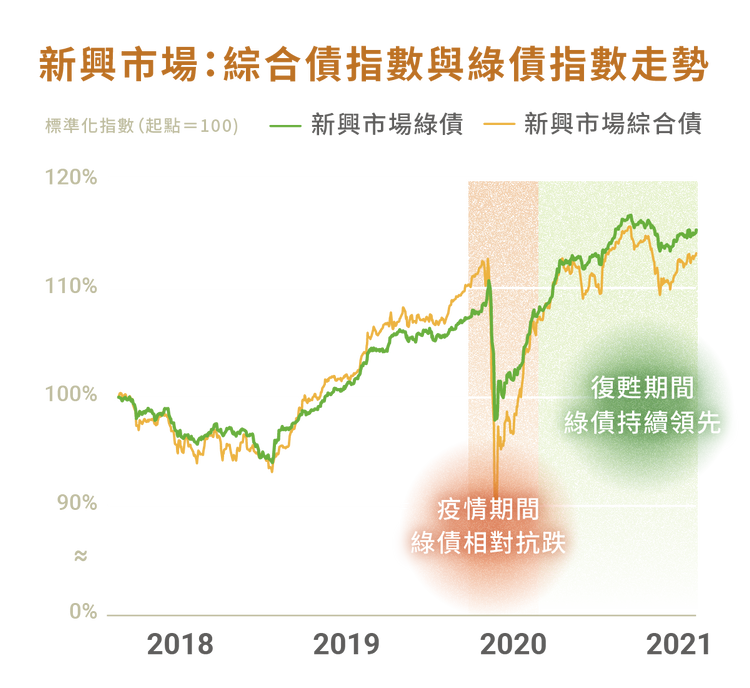 新興市場：綜合債指數與綠債指數走勢
標準化指數（起點＝100） 新興市場綠債 新興市場綜合債
120%
110%
100%
90%
≈
0%
復甦期間
綠債持續領先
疫情期間
綠債相對抗跌
2018 2019 2020 2021